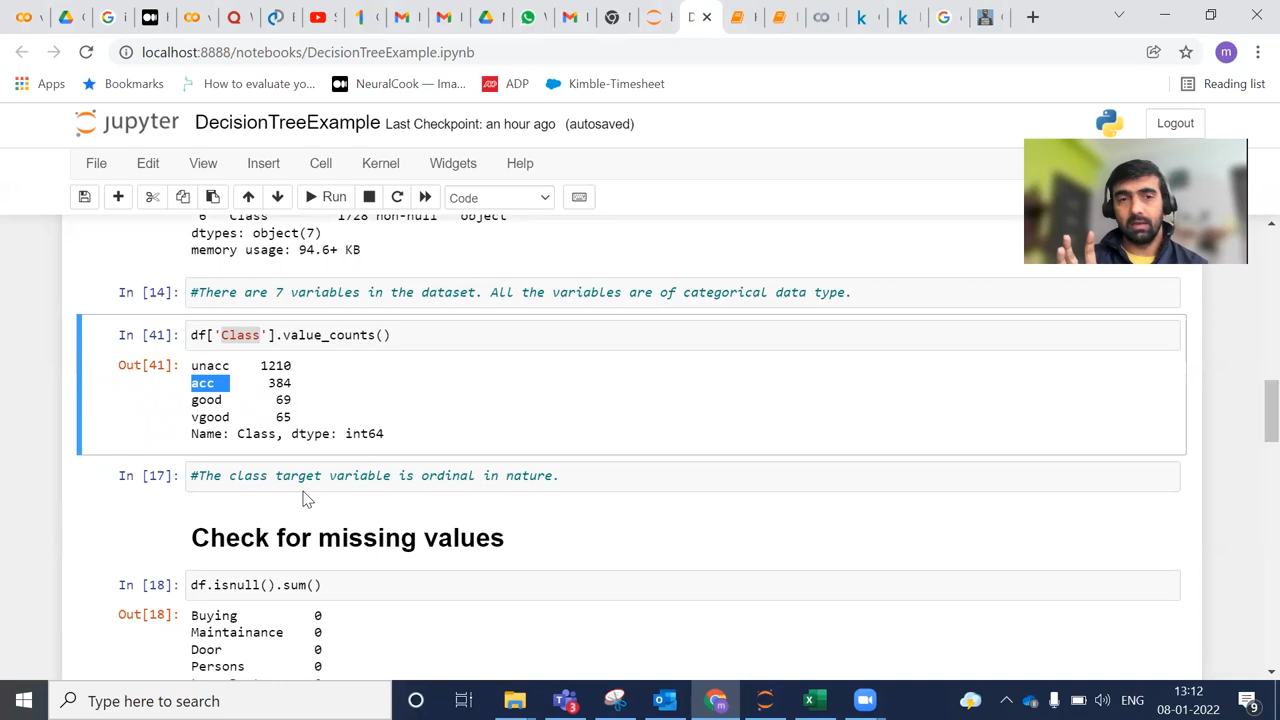 localhost:8888/notebooks/DecisionTreeExample.ipynb
m
Apps
Bookmarks
How to evaluate yo...
NeuralCook — Ima...
ADP
Kimble-Timesheet
Reading list
jupyter
DecisionTreeExample Last Checkpoint: an hour ago (autosaved)
Logout
File Edit View Insert Cell Kernel Widgets Help
Run
Code
6 Class 1728 non-null object
dtypes: object(7)
memory usage: 94.6+ KB
In [14]: #There are 7 variables in the dataset. All the variables are of categorical data type.
In [41]: df['Class'].value_counts()
Out[41]: unacc 1210
acc 384
good 69
vgood 65
Name: Class, dtype: int64
In [17]: #The class target variable is ordinal in nature.
Check for missing values
In [18]: df.isnull().sum()
Out[18]: Buying 0
Maintainance 0
Door 0
Persons 0
Type here to search
ENG
13:12
08-01-2022